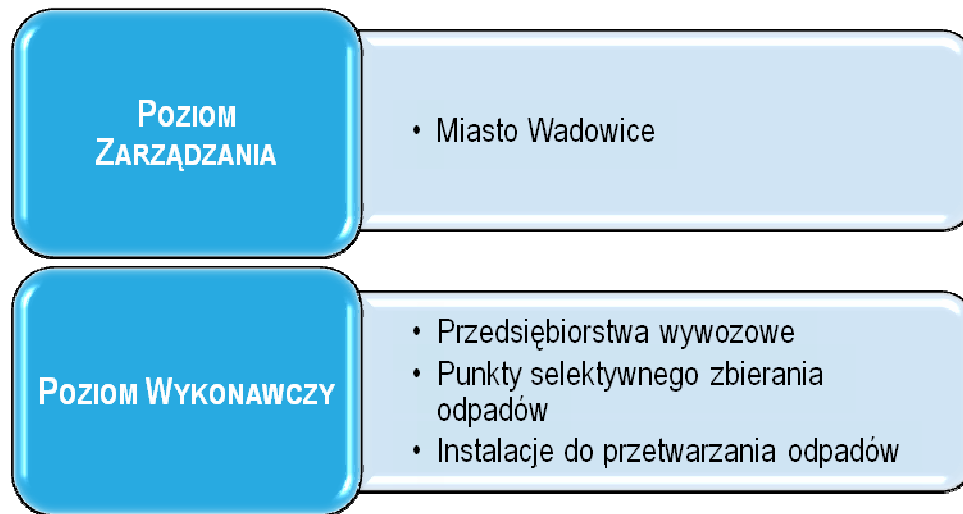 POZIOM
ZARZĄDZANIA
• Miasto Wadowice
POZIOM WYKONAWCZY
• Przedsiębiorstwa wywozowe
• Punkty selektywnego zbierania
odpadów
• Instalacje do przetwarzania odpadów